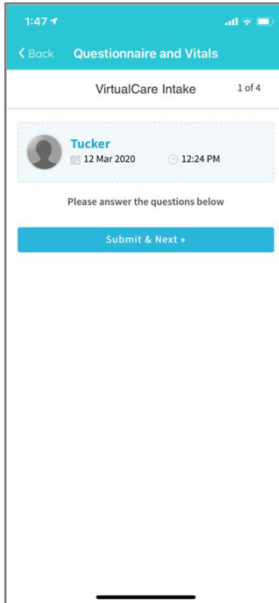 1:47
Back Questionnaire and Vitals
VirtualCare Intake 1 of 4
Tucker
12 Mar 2020 12:24 PM
Please answer the questions below
Submit & Next »